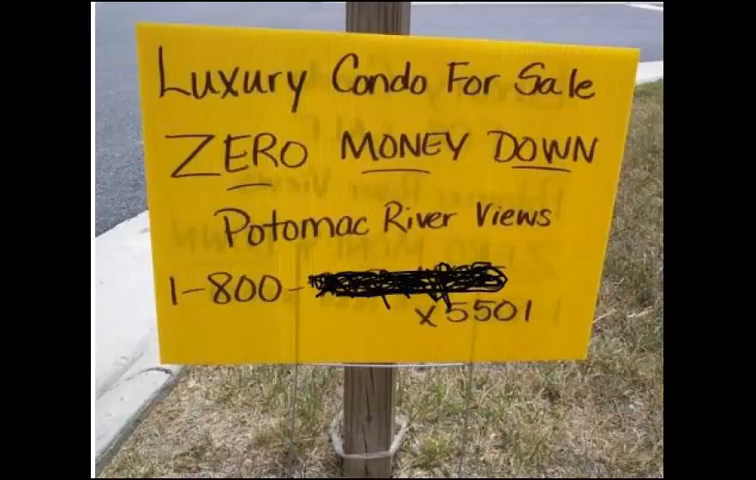 Luxury Condo For Sale
ZERO MONEY DOWN
Potomac River Views
1-800-
x5501